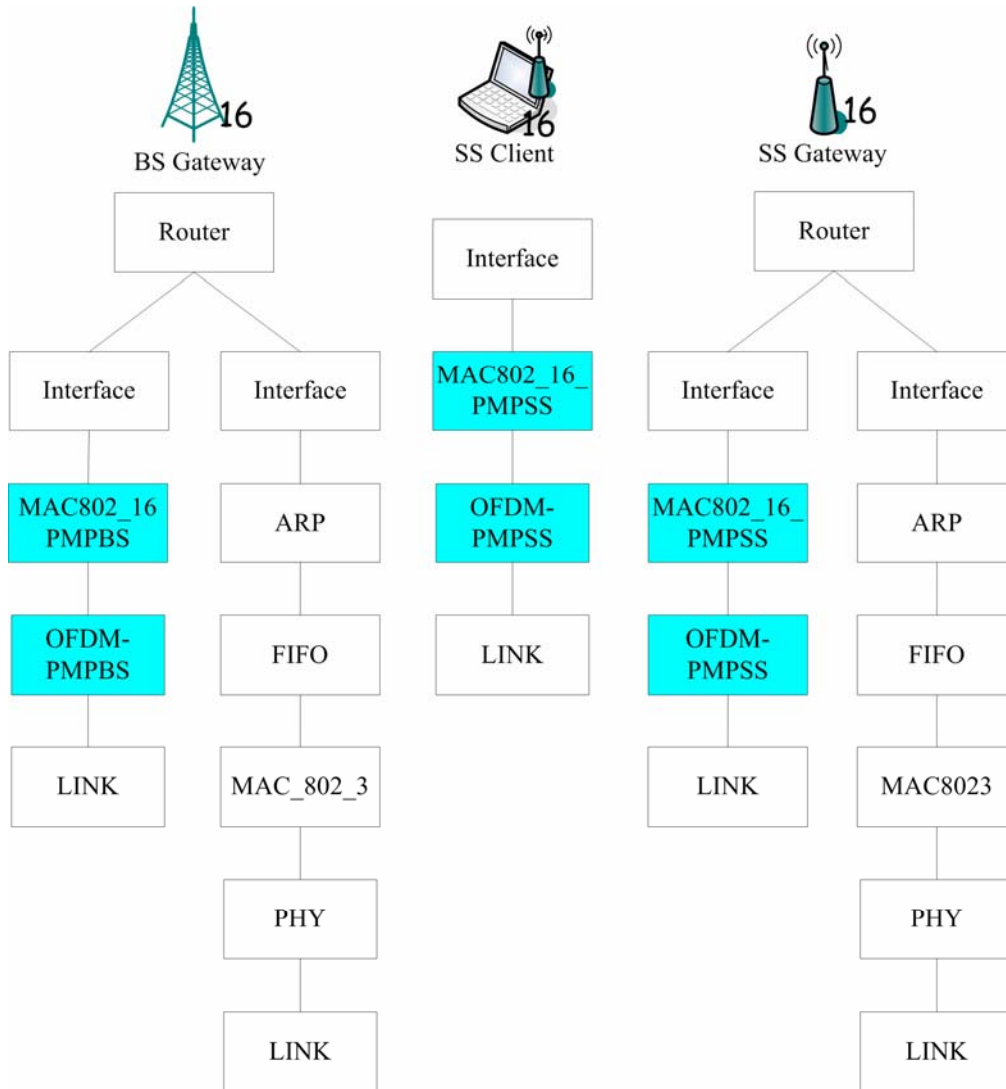 16
BS Gateway
Router
Interface
Interface
MAC802_16
PMPBS
ARP
OFDM-
PMPBS
FIFO
LINK
MAC_802_3
PHY
LINK
16
SS Client
Interface
MAC802_16_
PMPSS
OFDM-
PMPSS
LINK
16
SS Gateway
Router
Interface
Interface
MAC802_16_
PMPSS
ARP
OFDM-
PMPSS
FIFO
LINK
MAC8023
PHY
LINK